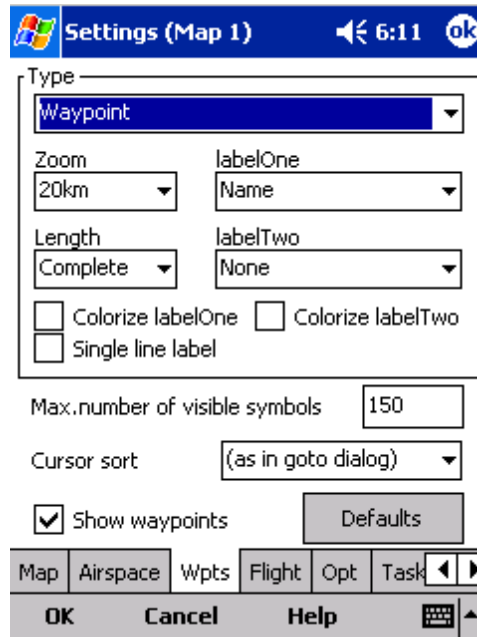 Settings (Map 1) 6:11 ok
Type
Waypoint
Zoom labelOne
20km Name
Length labelTwo
Complete None
Colorize labelOne Colorize labelTwo
Single line label
Max.number of visible symbols 150
Cursor sort (as in goto dialog)
Show waypoints Defaults
Map Airspace Wpts Flight Opt Task
OK Cancel Help